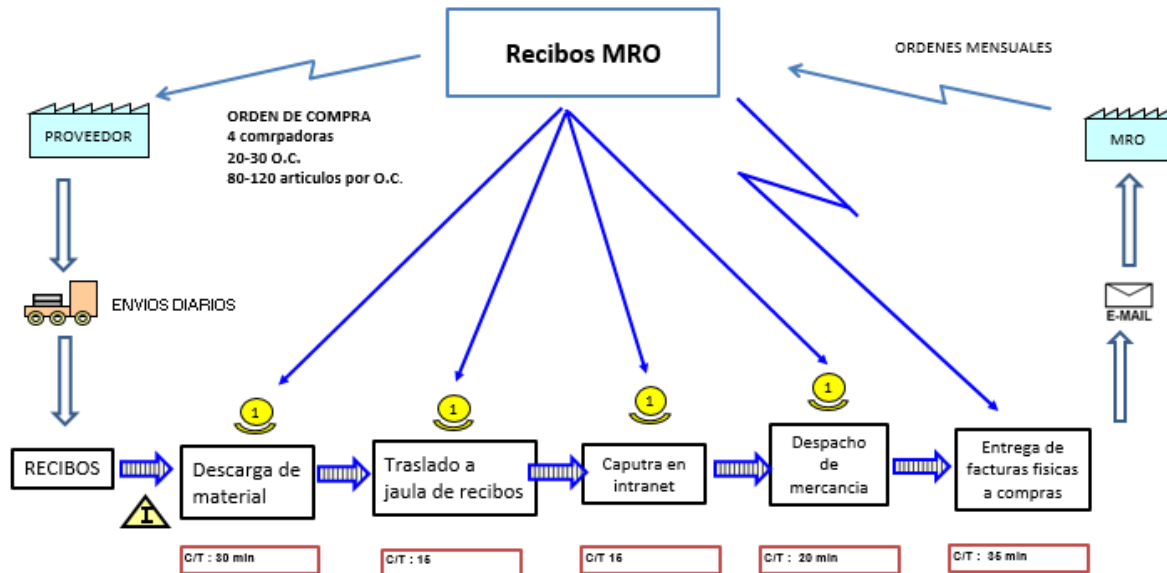 Recibos MRO
ORDENES MENSUALES
PROVEEDOR
ORDEN DE COMPRA
4 comrpadoras
20-30 O.C.
80-120 articulos por O.C.
MRO
ENVIOS DIARIOS
E-MAIL
1
1
1
1
RECIBOS
I
Descarga de
material
Traslado a
jaula de recibos
Caputra en
intranet
Despacho
de
mercancia
Entrega de
facturas fisicas
a compras
C/T : 30 min
C/T : 15
C/T 15
C/T : 20 min
C/T : 35 min